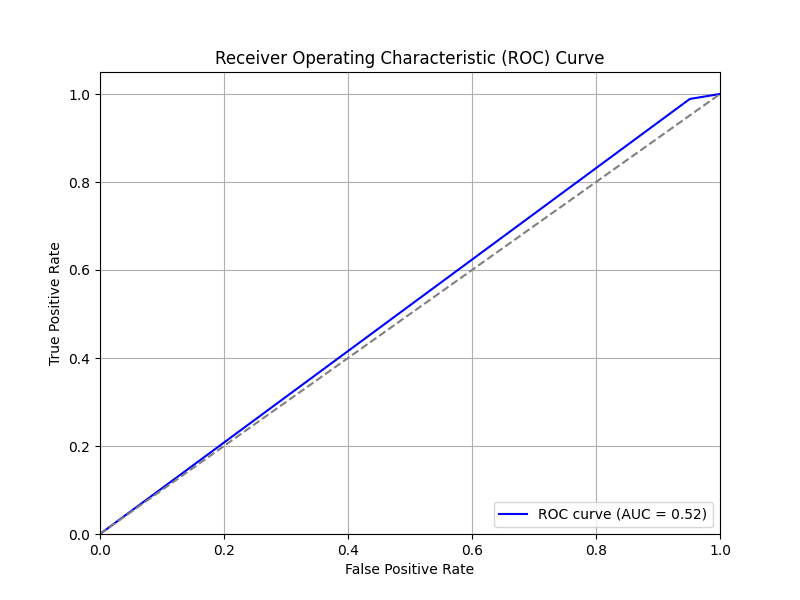 Receiver Operating Characteristic (ROC) Curve
1.0
0.8
0.6
0.4
0.2
0.0
True Positive Rate
ROC curve (AUC = 0.52)
0.0 0.2 0.4 0.6 0.8 1.0
False Positive Rate